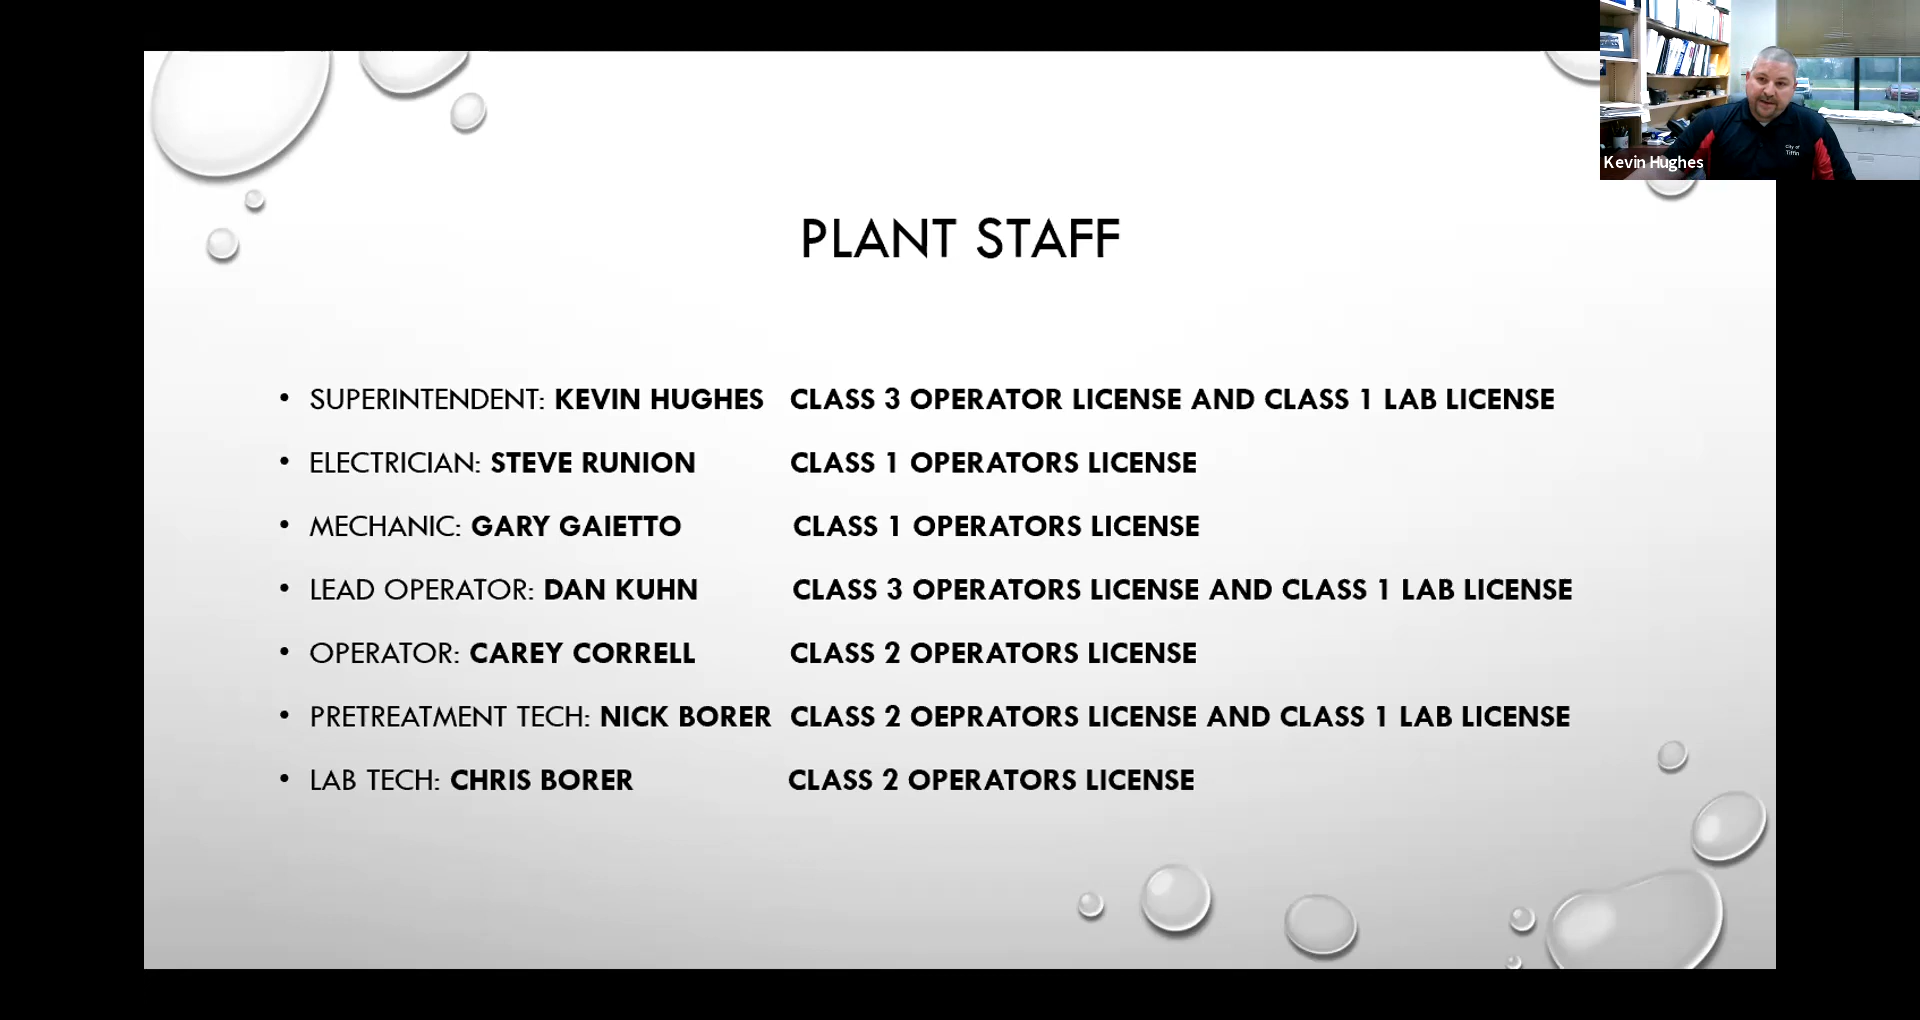 City of
Tiffin
Kevin Hughes
PLANT STAFF
• SUPERINTENDENT: KEVIN HUGHES CLASS 3 OPERATOR LICENSE AND CLASS 1 LAB LICENSE
• ELECTRICIAN: STEVE RUNION CLASS 1 OPERATORS LICENSE
• MECHANIC: GARY GAIETTO CLASS 1 OPERATORS LICENSE
• LEAD OPERATOR: DAN KUHN CLASS 3 OPERATORS LICENSE AND CLASS 1 LAB LICENSE
• OPERATOR: CAREY CORRELL CLASS 2 OPERATORS LICENSE
• PRETREATMENT TECH: NICK BORER CLASS 2 OEPRATORS LICENSE AND CLASS 1 LAB LICENSE
• LAB TECH: CHRIS BORER CLASS 2 OPERATORS LICENSE